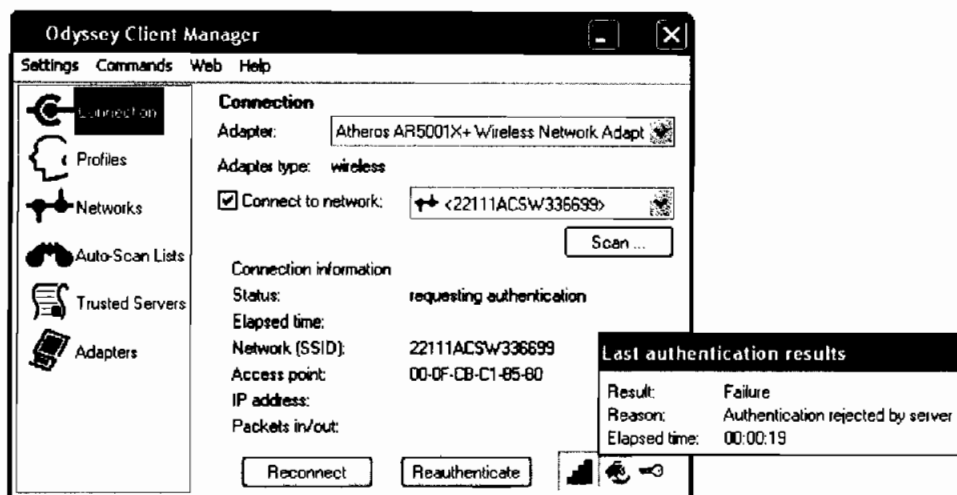 Odyssey Client Manager
Settings Commands Web Help
Connection
Profiles
Networks
Auto-Scan Lists
Trusted Servers
Adapters
Connection
Adapter: Atheros AR5001X+ Wireless Network Adapt
Adapter type: wireless
Connect to network: <22111ACSW336699>
Scan ...
Connection information
Status: requesting authentication
Elapsed time:
Network (SSID): 22111ACSW336699
Access point: 00-0F-CB-C1-85-60
IP address:
Packets in/out:
Reconnect Reauthenticate
Last authentication results
Result: Failure
Reason: Authentication rejected by server
Elapsed time: 00:00:19